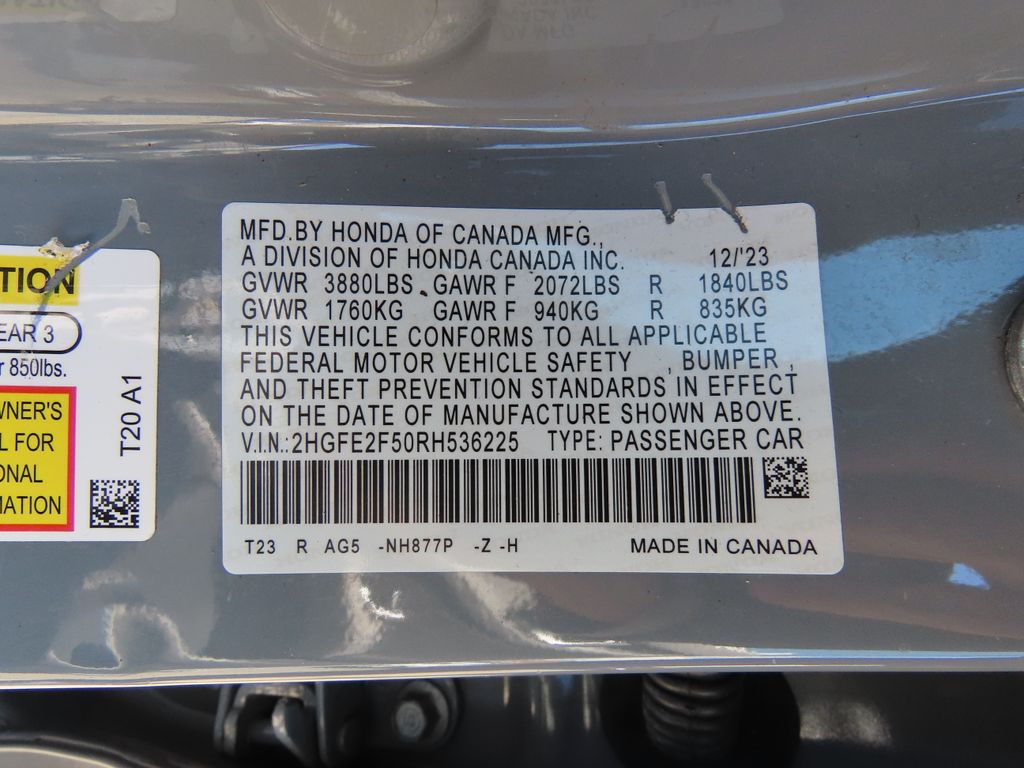 MFD.BY HONDA OF CANADA MFG.,
A DIVISION OF HONDA CANADA INC. 12/'23
GVWR 3880LBS GAWR F 2072LBS R 1840LBS
GVWR 1760KG GAWR F 940KG R 835KG
THIS VEHICLE CONFORMS TO ALL APPLICABLE
FEDERAL MOTOR VEHICLE SAFETY , BUMPER ,
AND THEFT PREVENTION STANDARDS IN EFFECT
ON THE DATE OF MANUFACTURE SHOWN ABOVE.
V.I.N.:2HGFE2F50RH536225 TYPE: PASSENGER CAR
T23 R AG5 -NH877P -Z -H MADE IN CANADA
TION
EAR 3
r 850lbs.
WNER'S
L FOR
ONAL
MATION
T20 A1